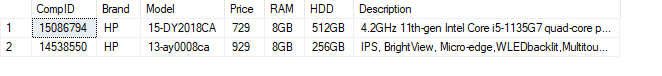 CompID Brand Model Price RAM HDD Description
1 15086794 HP 15-DY2018CA 729 8GB 512GB 4.2GHz 11th-gen Intel Core i5-1135G7 quad-core p...
2 14538550 HP 13-ay0008ca 929 8GB 256GB IPS, BrightView, Micro-edge,WLEDbacklit,Multitou...